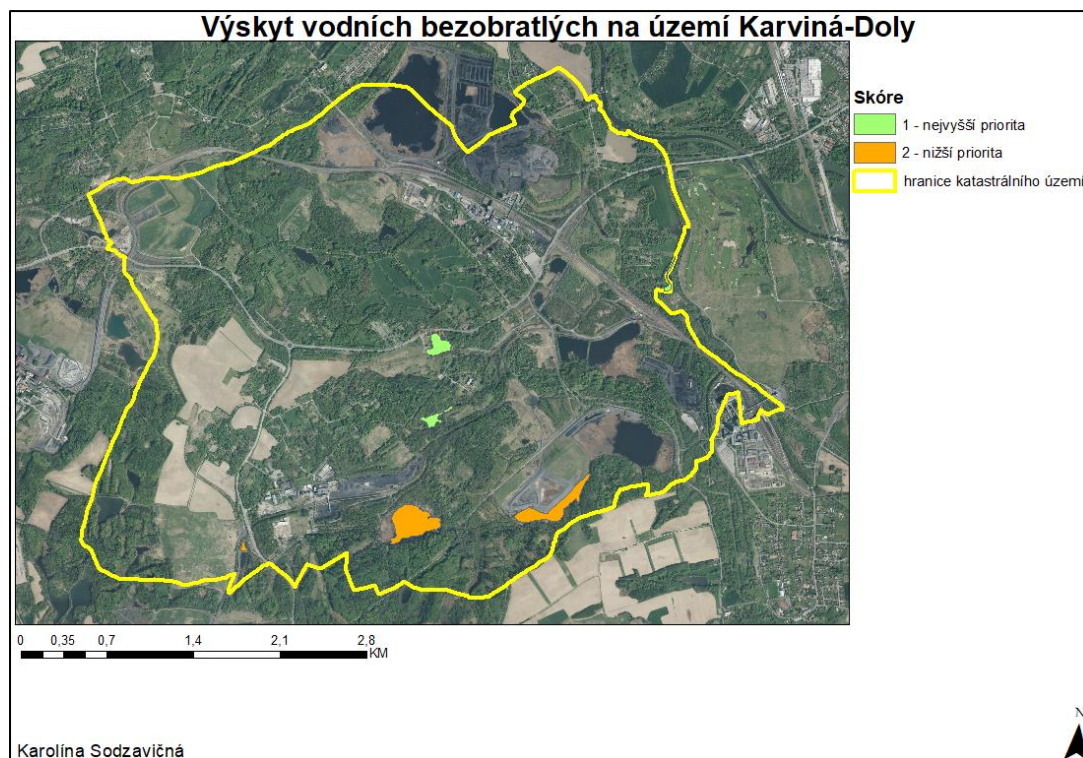 Výskyt vodních bezobratlých na území Karviná-Doly
Skóre
1 - nejvyšší priorita
2 - nižší priorita
hranice katastrálního území
0 0,35 0,7 1,4 2,1 2,8
KM
Karolína Sodzavičná
N